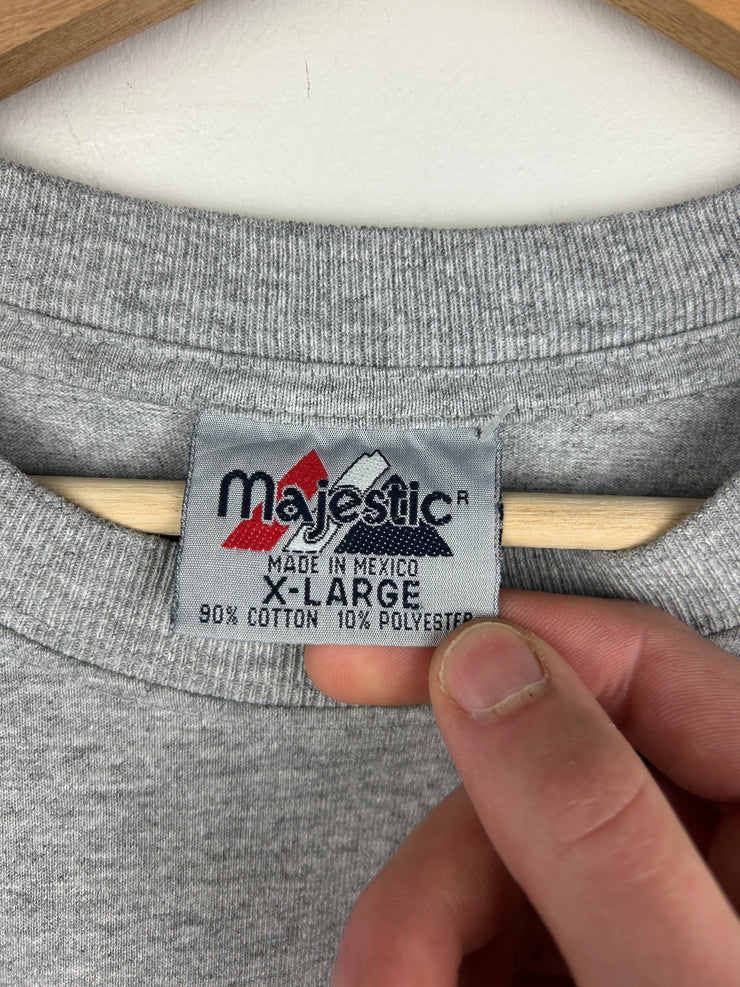 Majestic R
MADE IN MEXICO
X-LARGE
90% COTTON 10% POLYESTER